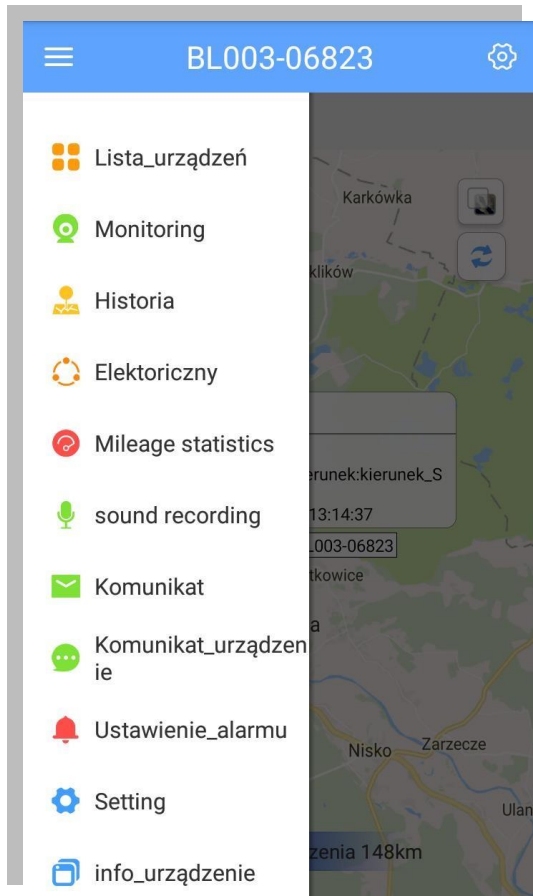 BL003-06823
Lista_urządzeń
Karkówka
Monitoring
klików
Historia
Elektoriczny
Mileage statistics
erunek:kierunek_S
sound recording
13:14:37
L003-06823
Komunikat
tkowice
Komunikat_urządzen
ie
a
Ustawienie_alarmu
Nisko
Zarzecze
Setting
Ulan
zenia 148km
info_urządzenie